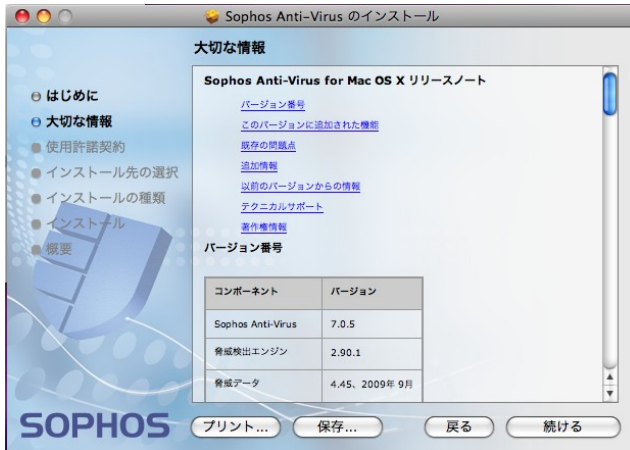 Sophos Anti-Virus のインストール
大切な情報
はじめに
大切な情報
使用許諾契約
インストール先の選択
インストールの種類
インストール
概要
Sophos Anti-Virus for Mac OS X リリースノート
バージョン番号
このバージョンに追加された機能
既存の問題点
追加情報
以前のバージョンからの情報
テクニカルサポート
著作権情報
バージョン番号
コンポーネント バージョン
Sophos Anti-Virus 7.0.5
脅威検出エンジン 2.90.1
脅威データ 4.45、2009年 9月
SOPHOS
プリント... 保存... 戻る 続ける